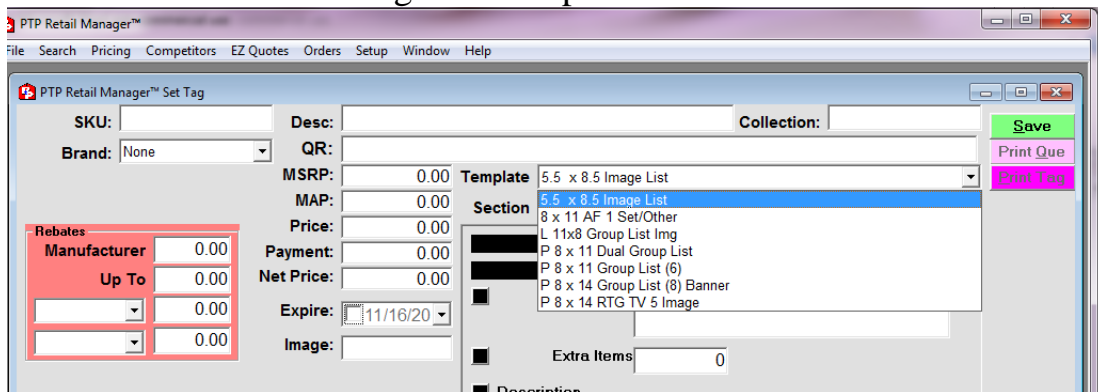 PTP Retail Manager™
File Search Pricing Competitors EZ Quotes Orders Setup Window Help
PTP Retail Manager™ Set Tag
SKU: Desc: Collection: Save
Brand: None QR: Print Que
MSRP: 0.00 Template 5.5 x 8.5 Image List Print Tag
MAP: 0.00 Section 5.5 x 8.5 Image List
8 x 11 AF 1 Set/Other
Rebates Price: 0.00 L 11x8 Group List Img
Manufacturer 0.00 Payment: 0.00 P 8 x 11 Dual Group List
Up To 0.00 Net Price: 0.00 P 8 x 11 Group List (6)
P 8 x 14 Group List (8) Banner
0.00 Expire: 11/16/20 P 8 x 14 RTG TV 5 Image
0.00 Image:
Extra Items 0
Description